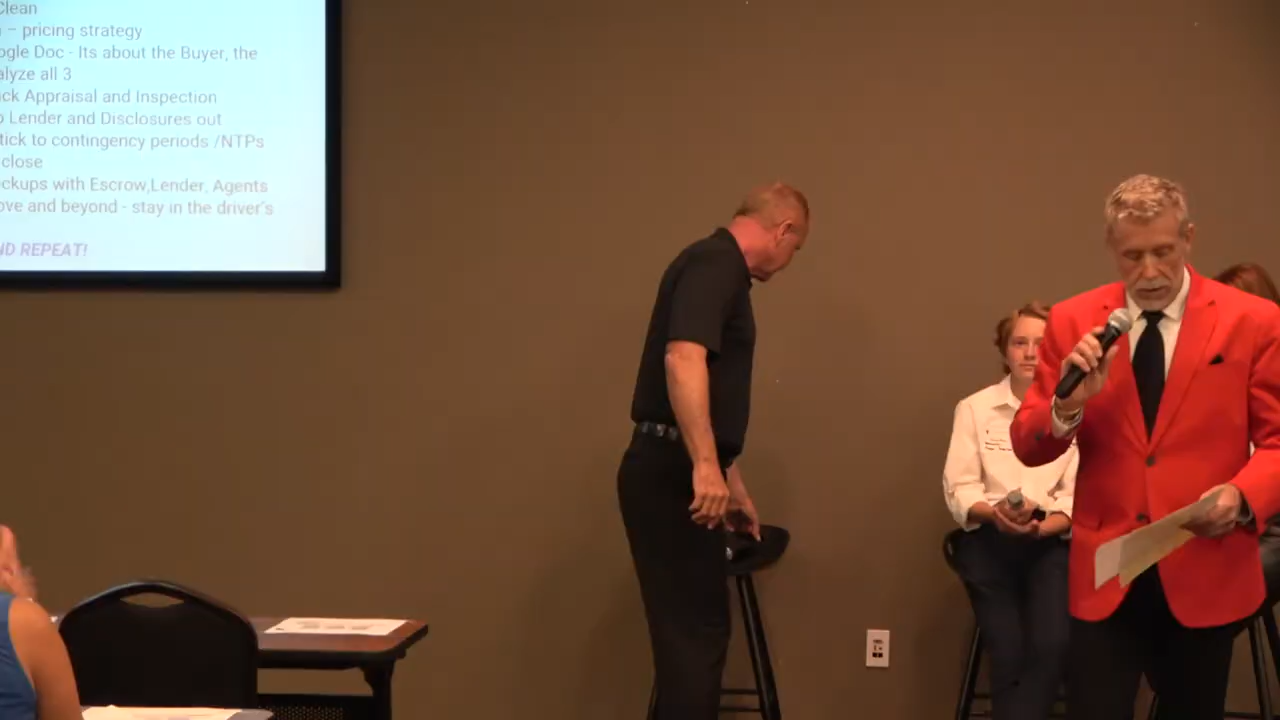 Clean
– pricing strategy
ogle Doc - Its about the Buyer, the
alyze all 3
ck Appraisal and Inspection
o Lender and Disclosures out
tick to contingency periods /NTPs
close
ckups with Escrow,Lender, Agents
ove and beyond - stay in the driver's
ND REPEAT!